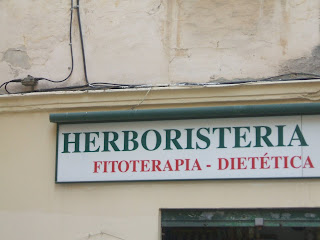 HERBORISTERIA
FITOTERAPIA - DIETÉTICA